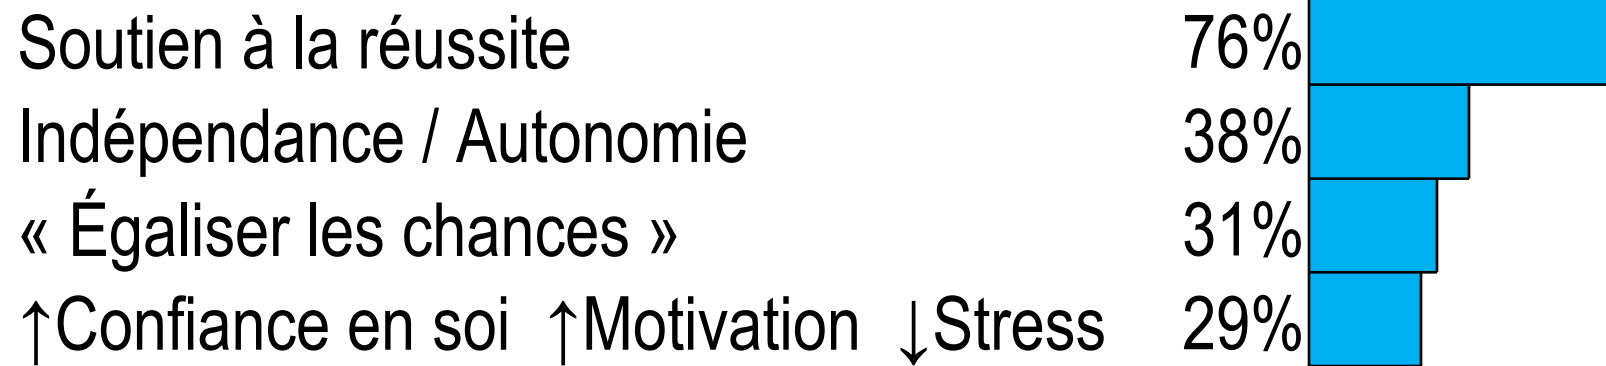 Soutien à la réussite 76%
Indépendance / Autonomie 38%
« Égaliser les chances » 31%
↑Confiance en soi ↑Motivation ↓Stress 29%